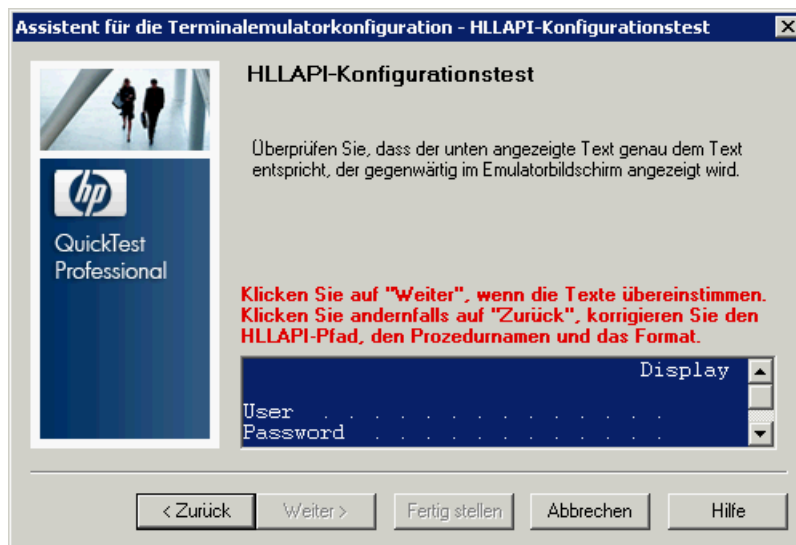 Assistent für die Terminalemulatorkonfiguration - HLLAPI-Konfigurationstest
HLLAPI-Konfigurationstest
Überprüfen Sie, dass der unten angezeigte Text genau dem Text
entspricht, der gegenwärtig im Emulatorbildschirm angezeigt wird.
hp
QuickTest
Professional
Klicken Sie auf "Weiter", wenn die Texte übereinstimmen.
Klicken Sie andernfalls auf "Zurück", korrigieren Sie den
HLLAPI-Pfad, den Prozedurnamen und das Format.
Display
User . . . . . . . . . . . . . .
Password . . . . . . . . . . . .
< Zurück
Weiter >
Fertig stellen
Abbrechen
Hilfe